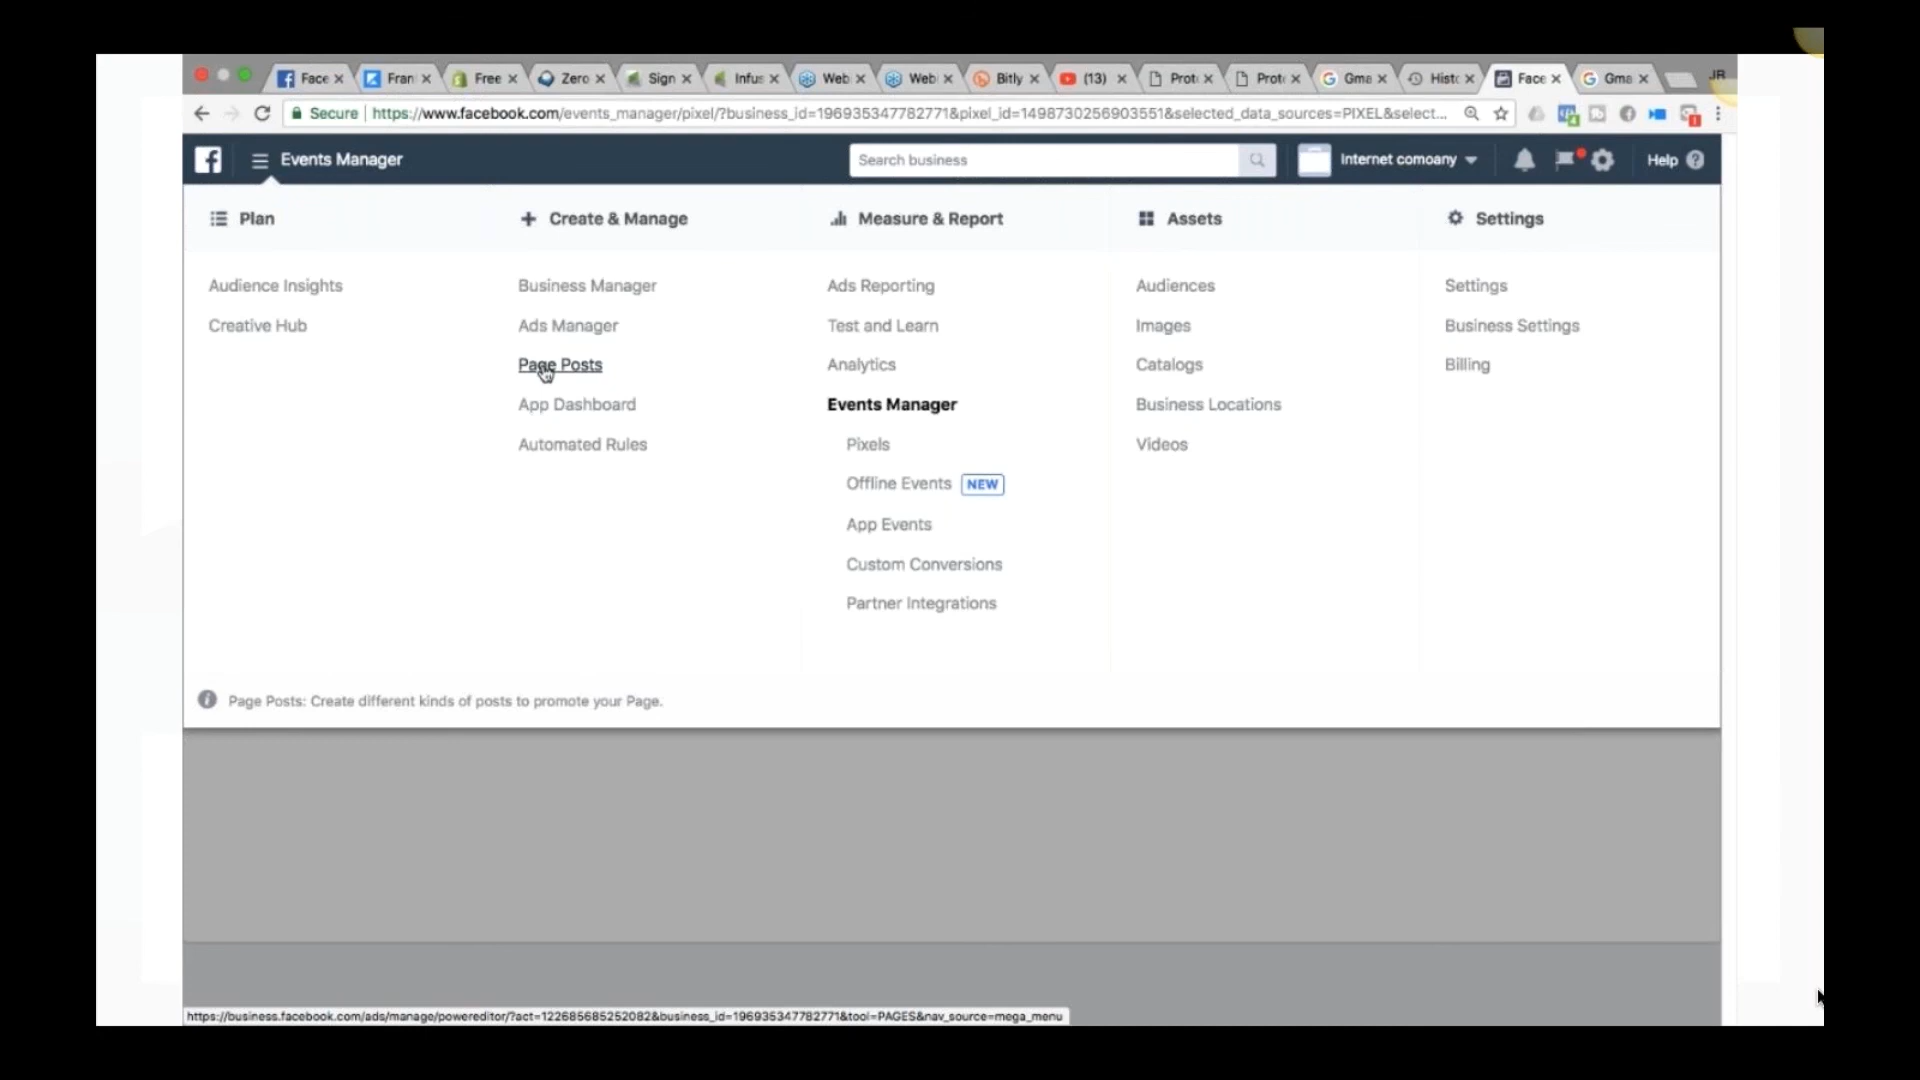 Face Fran Free Zero Sign Infus Web Web Bitly (13) Prot Prot Gma Histo Face Gma JR
Secure https://www.facebook.com/events_manager/pixel/?business_id=196935347782771&pixel_id=1498730256903551&selected_data_sources=PIXEL&select...
Events Manager Search business Internet comoany Help
Plan Create & Manage Measure & Report Assets Settings
Audience Insights Business Manager Ads Reporting Audiences Settings
Creative Hub Ads Manager Test and Learn Images Business Settings
Page Posts Analytics Catalogs Billing
App Dashboard Events Manager Business Locations
Automated Rules Pixels Videos
Offline Events NEW
App Events
Custom Conversions
Partner Integrations
Page Posts: Create different kinds of posts to promote your Page.
https://business.facebook.com/ads/manage/powereditor/?act=122685685252082&business_id=196935347782771&tool=PAGES&nav_source=mega_menu